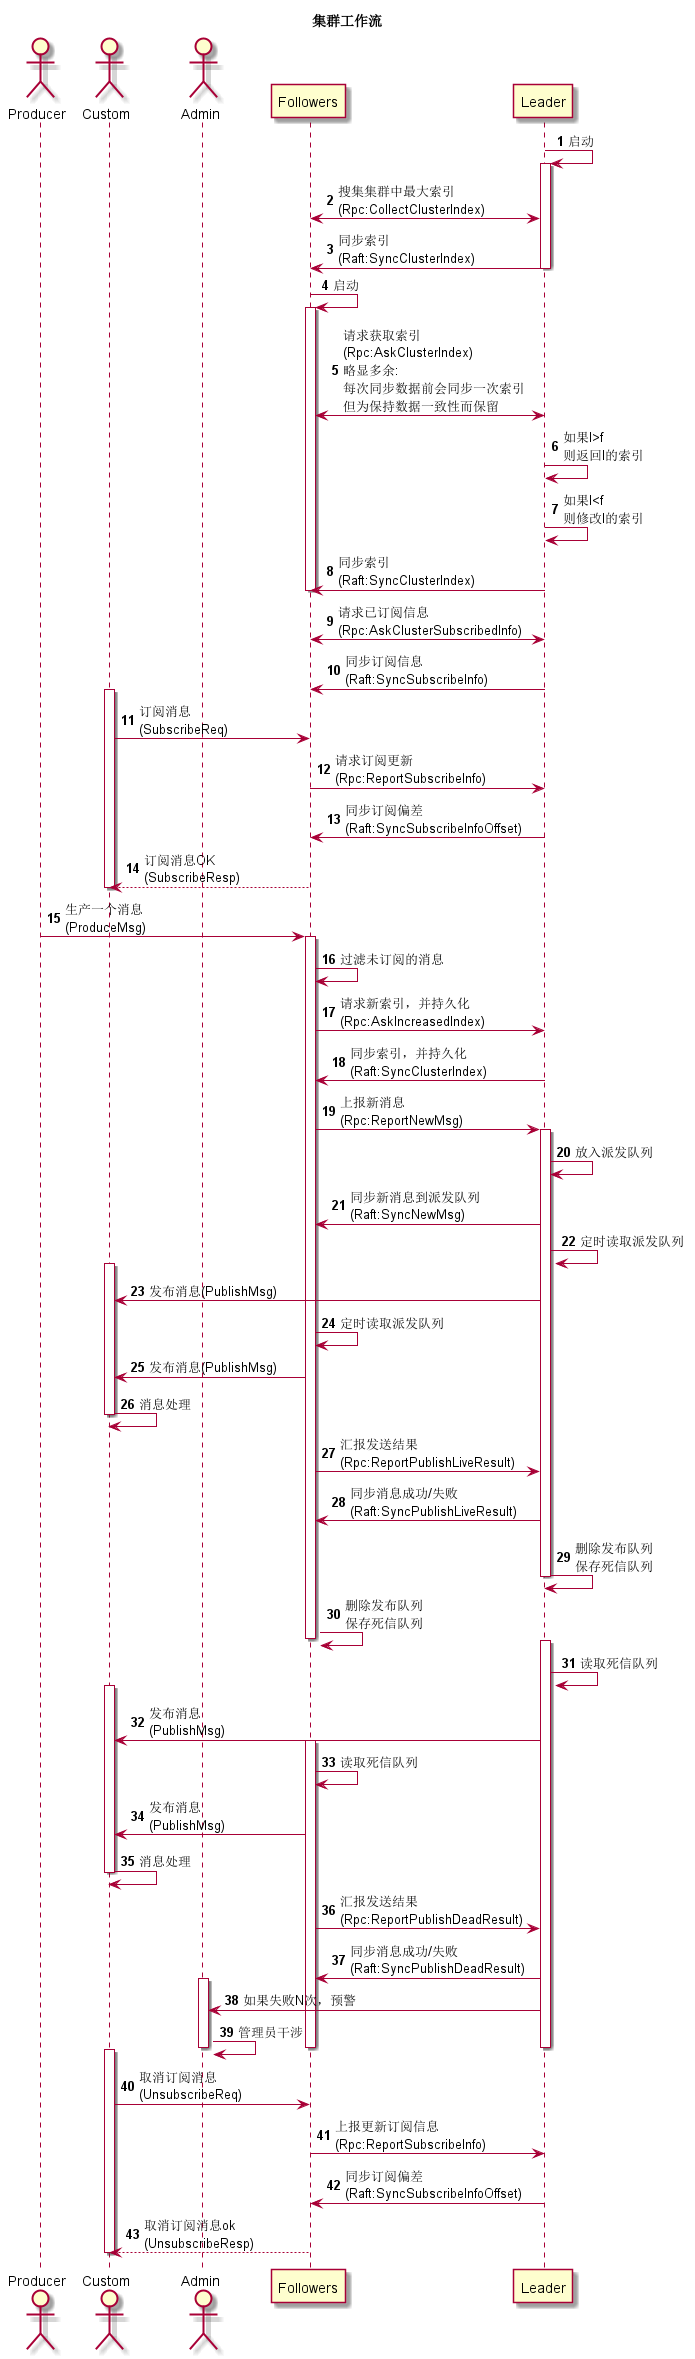 集群工作流
Producer
Custom
Admin
Followers
Leader
1 启动
2 搜集集群中最大索引
(Rpc:CollectClusterIndex)
3 同步索引
(Raft:SyncClusterIndex)
4 启动
请求获取索引
(Rpc:AskClusterIndex)
5 略显多余:
每次同步数据前会同步一次索引
但为保持数据一致性而保留
6 如果l>f
则返回l的索引
7 如果l<f
则修改l的索引
8 同步索引
(Raft:SyncClusterIndex)
9 请求已订阅信息
(Rpc:AskClusterSubscribedInfo)
10 同步订阅信息
(Raft:SyncSubscribeInfo)
11 订阅消息
(SubscribeReq)
12 请求订阅更新
(Rpc:ReportSubscribeInfo)
13 同步订阅偏差
(Raft:SyncSubscribeInfoOffset)
14 订阅消息OK
(SubscribeResp)
15 生产一个消息
(ProduceMsg)
16 过滤未订阅的消息
17 请求新索引，并持久化
(Rpc:AskIncreasedIndex)
18 同步索引，并持久化
(Raft:SyncClusterIndex)
19 上报新消息
(Rpc:ReportNewMsg)
20 放入派发队列
21 同步新消息到派发队列
(Raft:SyncNewMsg)
22 定时读取派发队列
23 发布消息(PublishMsg)
24 定时读取派发队列
25 发布消息(PublishMsg)
26 消息处理
27 汇报发送结果
(Rpc:ReportPublishLiveResult)
28 同步消息成功/失败
(Raft:SyncPublishLiveResult)
29 删除发布队列
保存死信队列
30 删除发布队列
保存死信队列
31 读取死信队列
32 发布消息
(PublishMsg)
33 读取死信队列
34 发布消息
(PublishMsg)
35 消息处理
36 汇报发送结果
(Rpc:ReportPublishDeadResult)
37 同步消息成功/失败
(Raft:SyncPublishDeadResult)
38 如果失败N次，预警
39 管理员干涉
40 取消订阅消息
(UnsubscribeReq)
41 上报更新订阅信息
(Rpc:ReportSubscribeInfo)
42 同步订阅偏差
(Raft:SyncSubscribeInfoOffset)
43 取消订阅消息ok
(UnsubscribeResp)
Producer
Custom
Admin
Followers
Leader